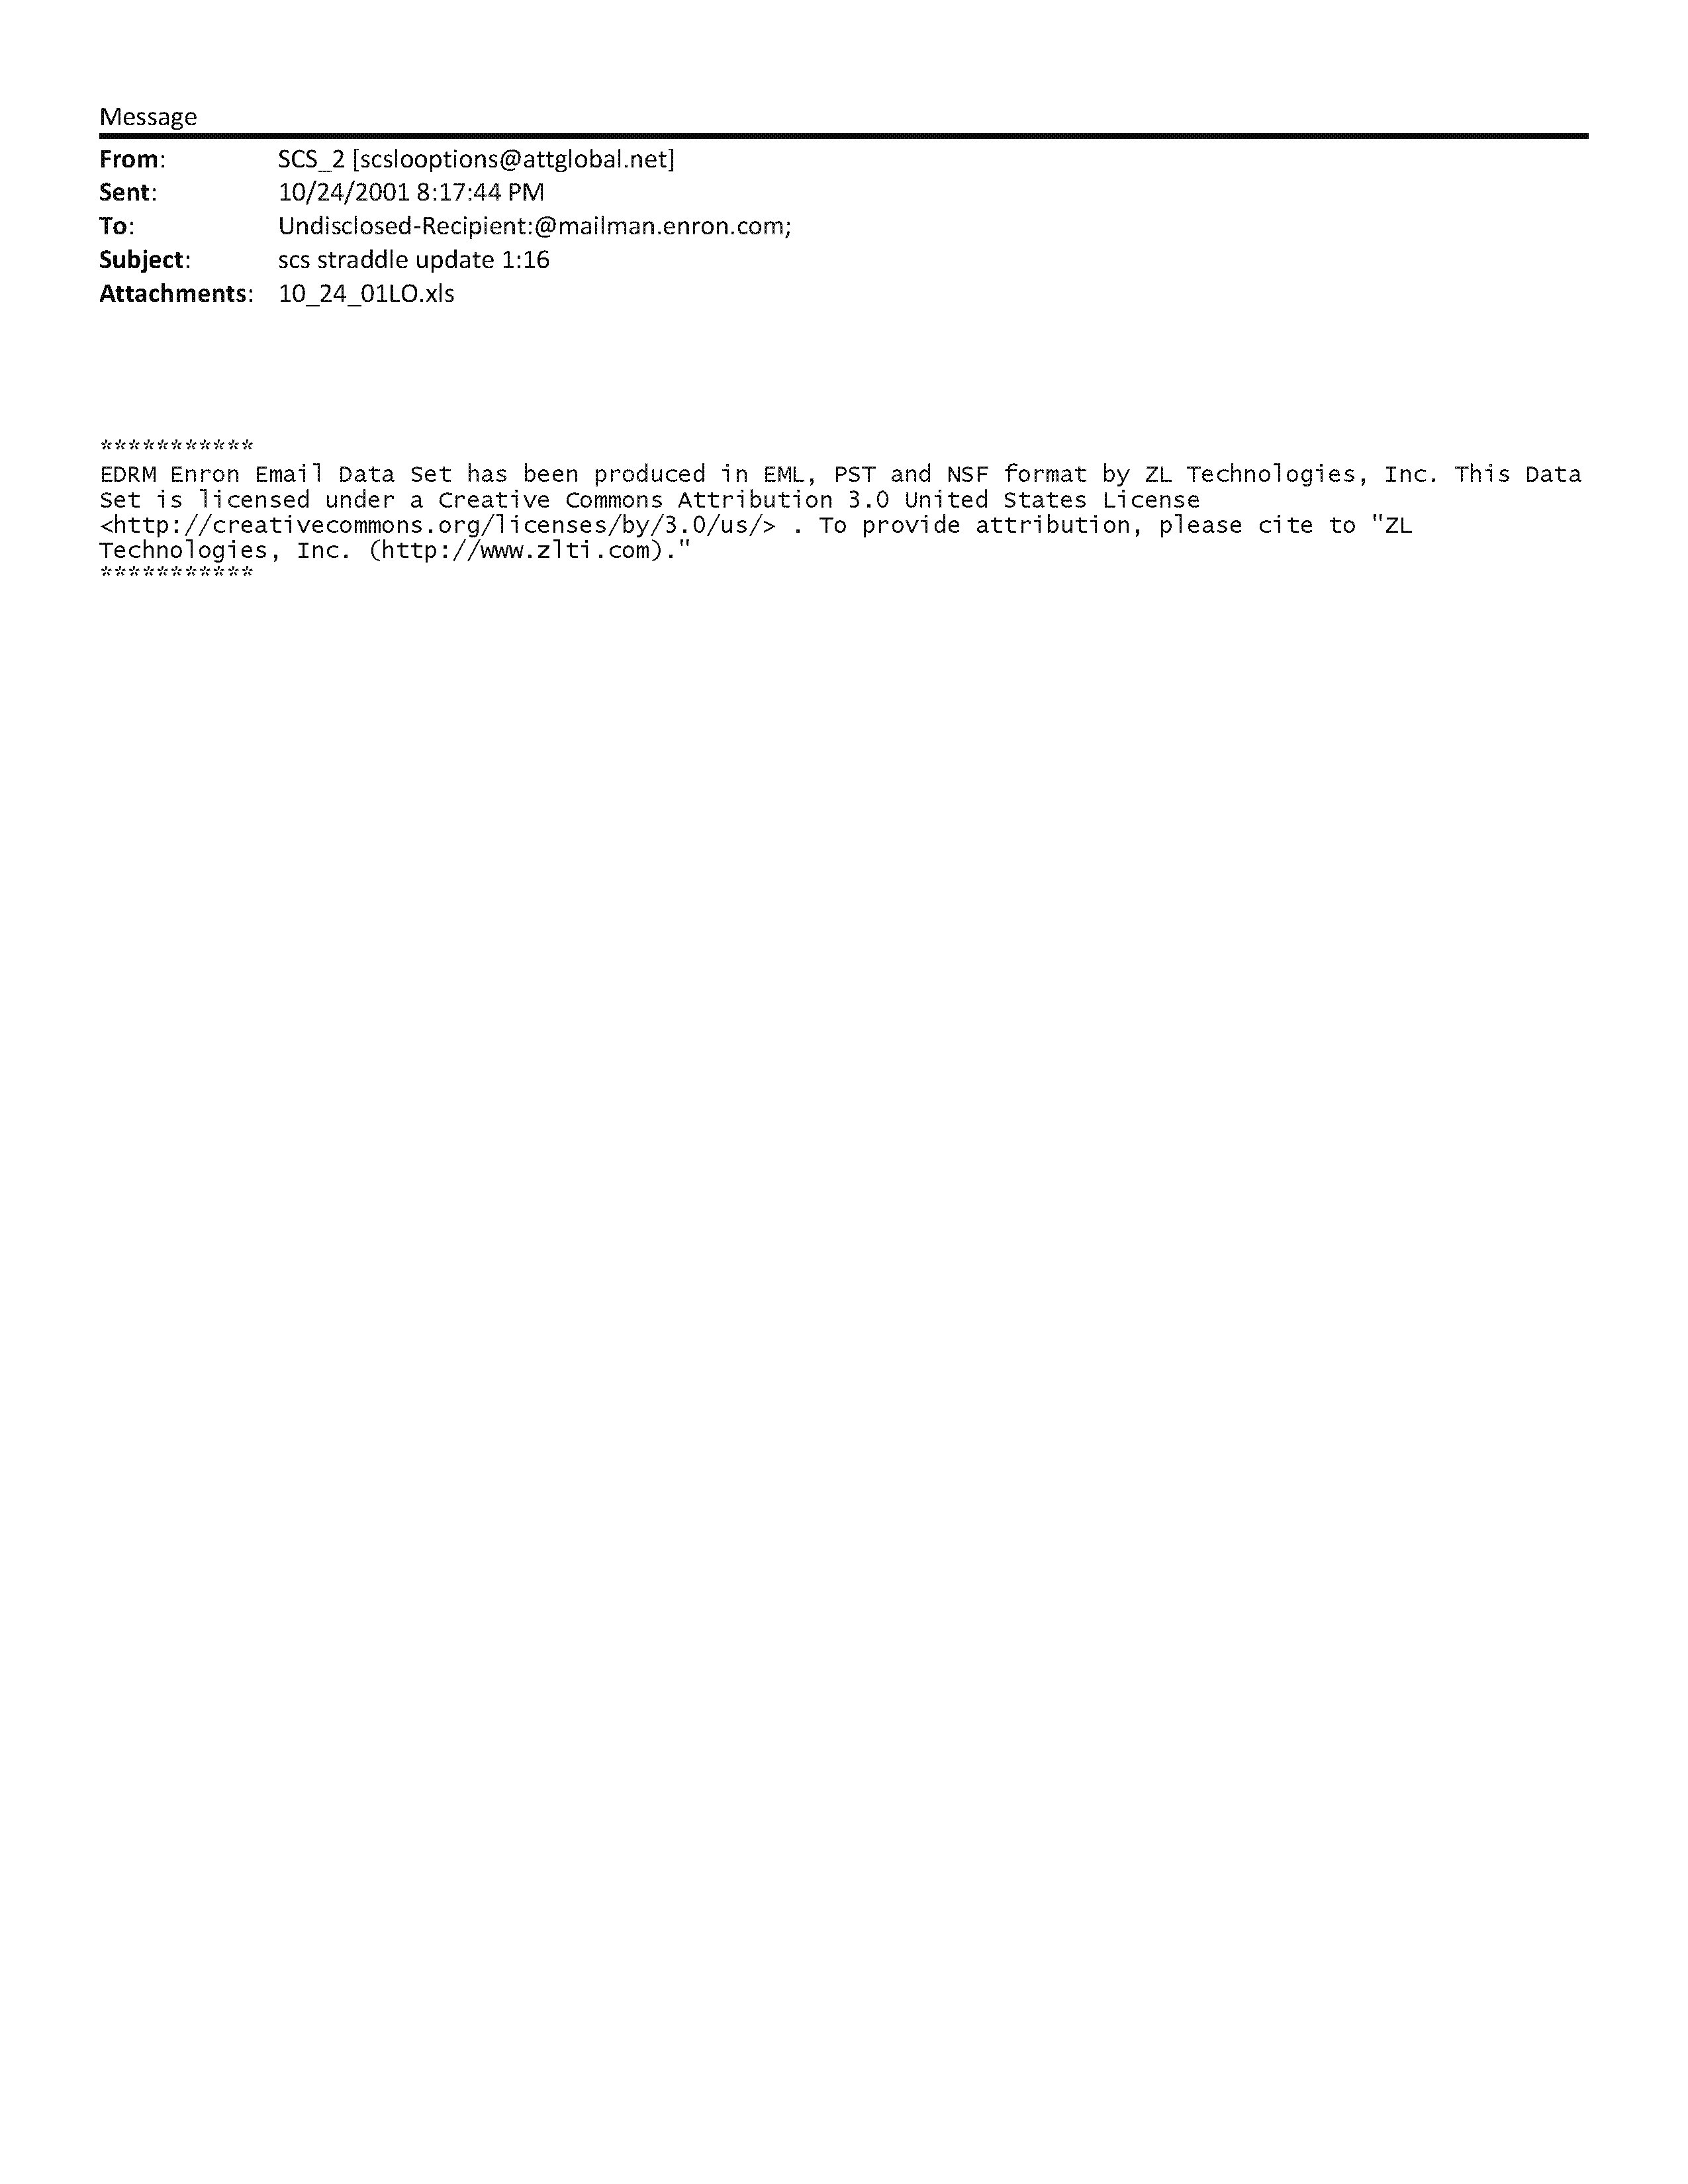 Message
From: SCS_2 [scslooptions@attglobal.net]
Sent: 10/24/2001 8:17:44 PM
To: Undisclosed-Recipient:@mailman.enron.com;
Subject: scs straddle update 1:16
Attachments: 10_24_01LO.xls
***********
EDRM Enron Email Data Set has been produced in EML, PST and NSF format by ZL Technologies, Inc. This Data
Set is licensed under a Creative Commons Attribution 3.0 United States License
<http://creativecommons.org/licenses/by/3.0/us/> . To provide attribution, please cite to "ZL
Technologies, Inc. (http://www.zlti.com)."
***********